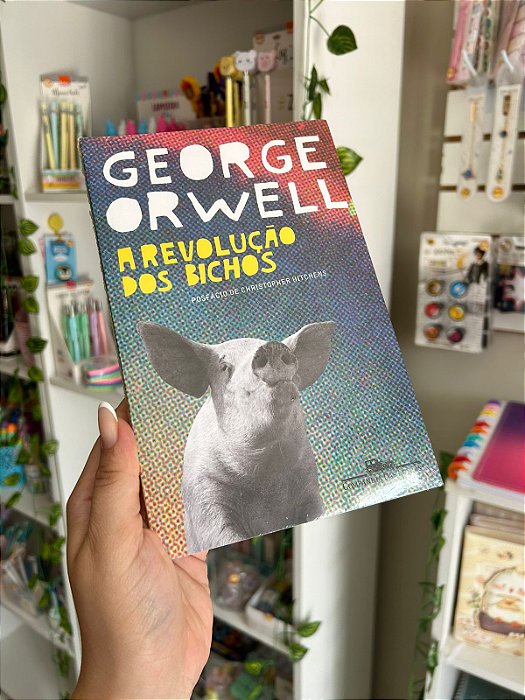 GEORGE
ORWELL
A REVOLUÇÃO
DOS BICHOS
POSFÁCIO DE CHRISTOPHER HITCHENS